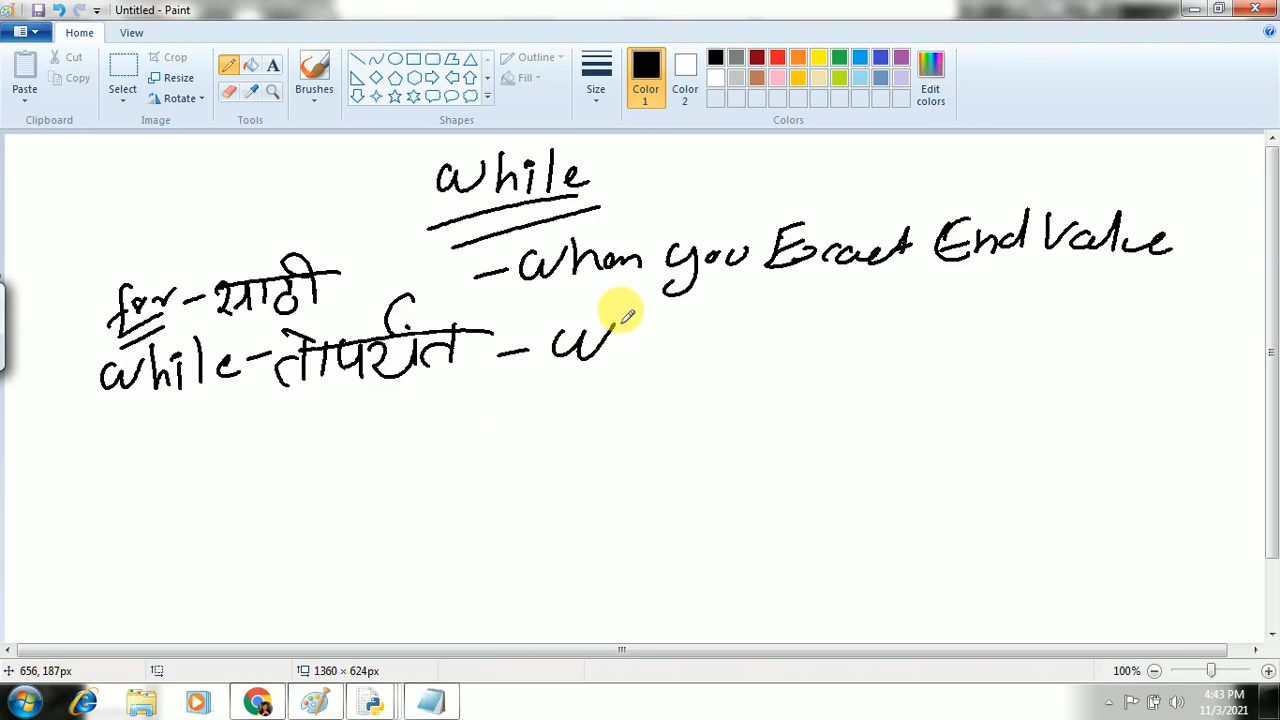 Untitled - Paint
Home
View
Paste
Cut
Copy
Clipboard
Select
Crop
Resize
Rotate
Image
Tools
Brushes
Shapes
Outline
Fill
Size
Color 1
Color 2
Edit colors
Colors
while
- when you Exact End Value
for - साठी
while - तोपर्यंत - w
656, 187px
1360 × 624px
100%
4:43 PM
11/3/2021